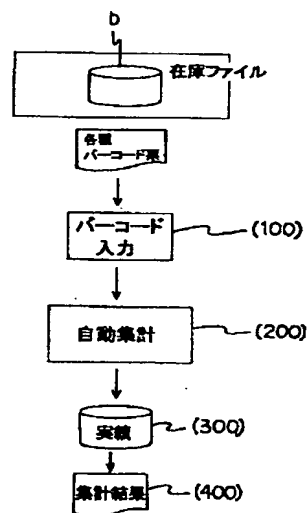 b
在庫ファイル
各種
バーコード票
バーコード
入力
(100)
自動集計
(200)
実績
(300)
集計結果
(400)